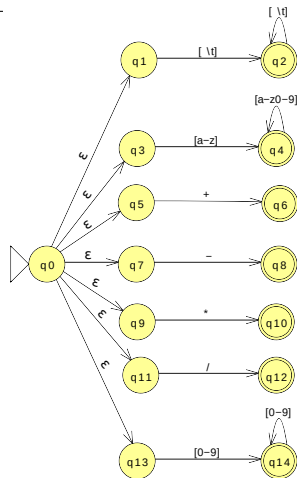 [ \t]
q1 [ \t] q2
[a-z0-9]
ε
q3 [a-z] q4
ε
q5 + q6
ε
q0 ε q7 - q8
ε
q9 * q10
ε
q11 / q12
ε
[0-9]
q13 [0-9] q14